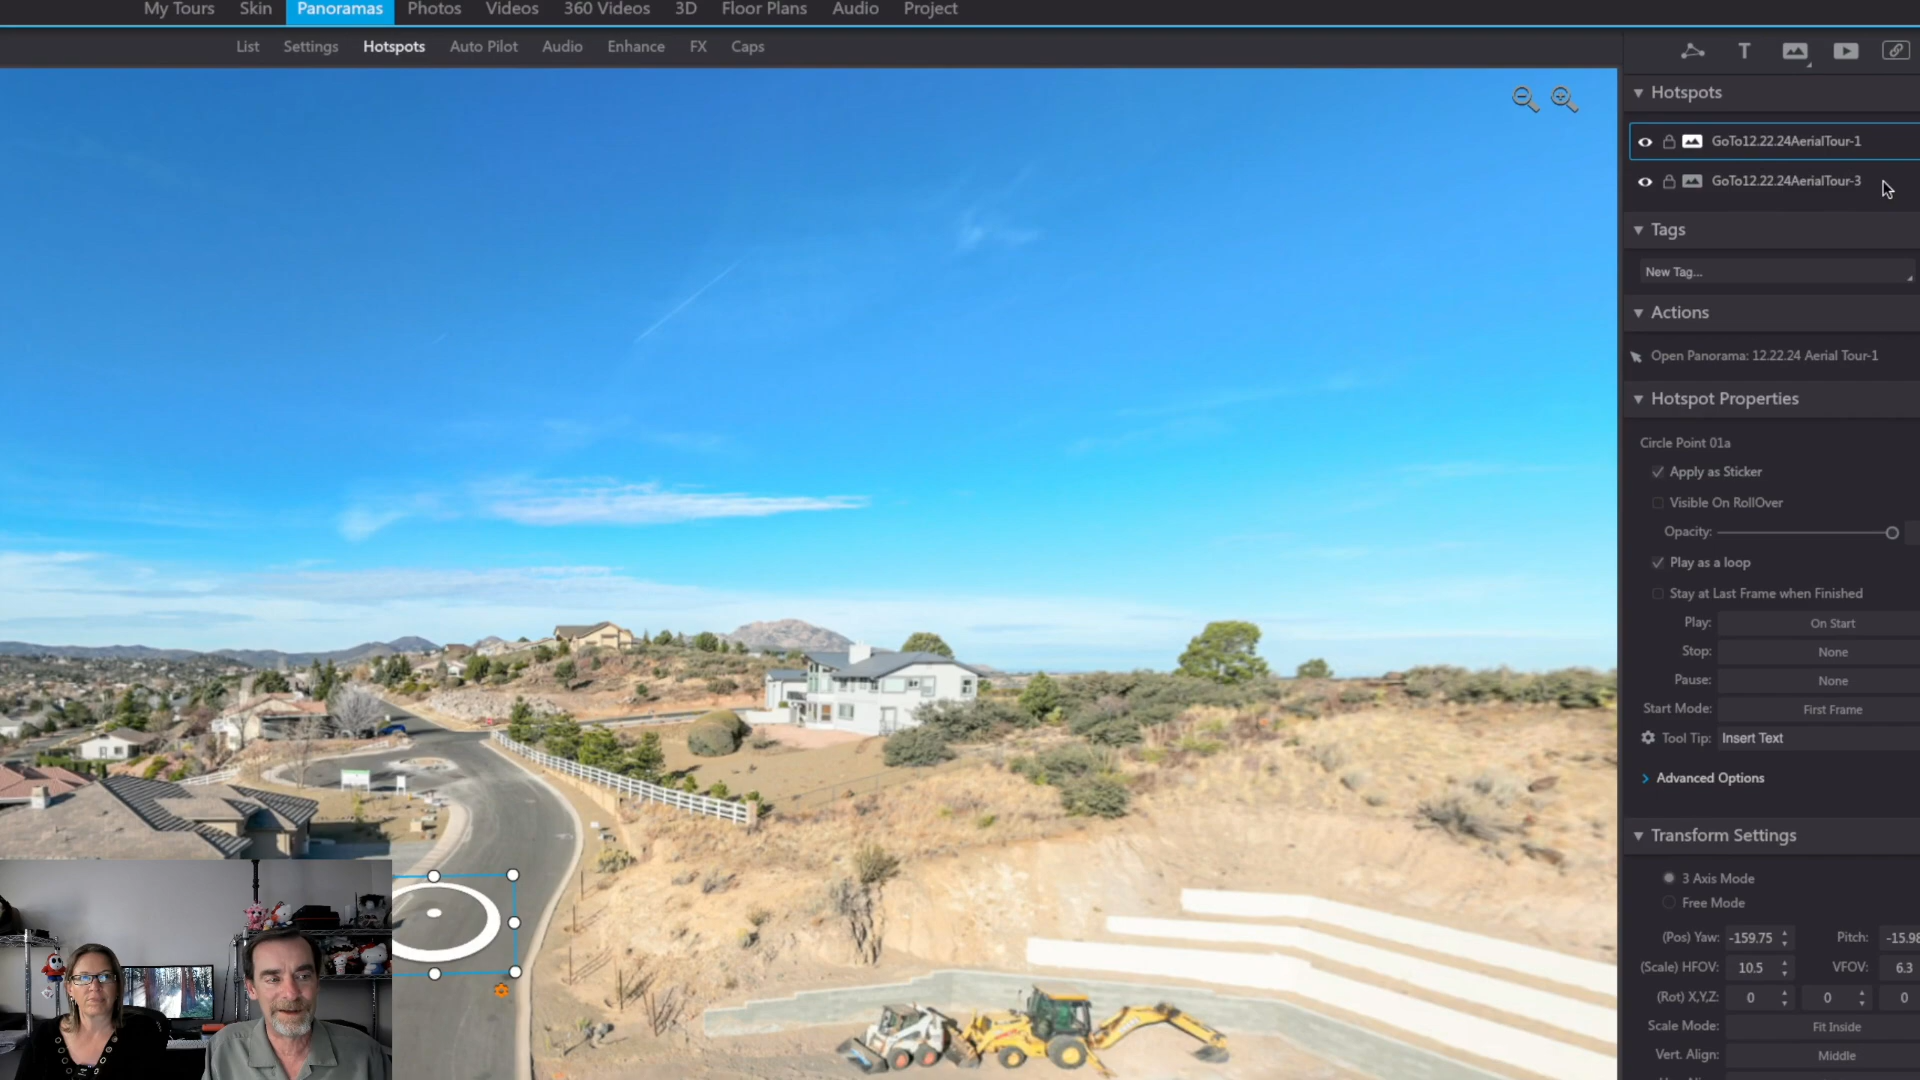 My Tours Skin Panoramas Photos Videos 360 Videos 3D Floor Plans Audio Project
List Settings Hotspots Auto Pilot Audio Enhance FX Caps
T
Hotspots
GoTo12.22.24AerialTour-1
GoTo12.22.24AerialTour-3
Tags
New Tag...
Actions
Open Panorama: 12.22.24 Aerial Tour-1
Hotspot Properties
Circle Point 01a
Apply as Sticker
Visible On RollOver
Opacity:
Play as a loop
Stay at Last Frame when Finished
Play: On Start
Stop: None
Pause: None
Start Mode: First Frame
Tool Tip: Insert Text
Advanced Options
Transform Settings
3 Axis Mode
Free Mode
(Pos) Yaw: -159.75 Pitch: -15.98
(Scale) HFOV: 10.5 VFOV: 6.3
(Rot) X,Y,Z: 0 0 0
Scale Mode: Fit Inside
Vert. Align: Middle